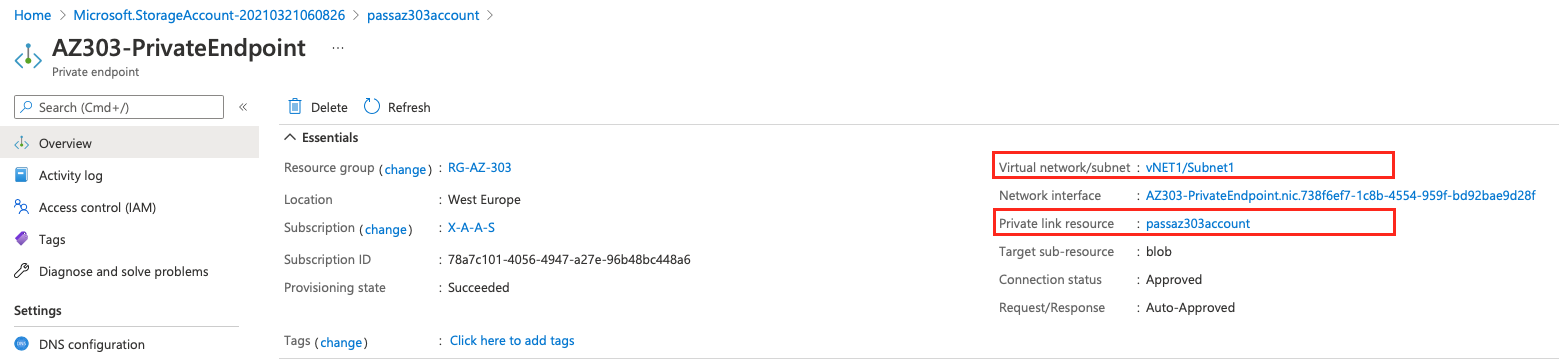 Home > Microsoft.StorageAccount-20210321060826 > passaz303account >
AZ303-PrivateEndpoint ...
Private endpoint
Search (Cmd+/) «
Delete Refresh
Overview
Activity log
Access control (IAM)
Tags
Diagnose and solve problems
Settings
DNS configuration
Essentials
Resource group (change) : RG-AZ-303
Location : West Europe
Subscription (change) : X-A-A-S
Subscription ID : 78a7c101-4056-4947-a27e-96b48bc448a6
Provisioning state : Succeeded
Tags (change) : Click here to add tags
Virtual network/subnet : vNET1/Subnet1
Network interface : AZ303-PrivateEndpoint.nic.738f6ef7-1c8b-4554-959f-bd92bae9d28f
Private link resource : passaz303account
Target sub-resource : blob
Connection status : Approved
Request/Response : Auto-Approved